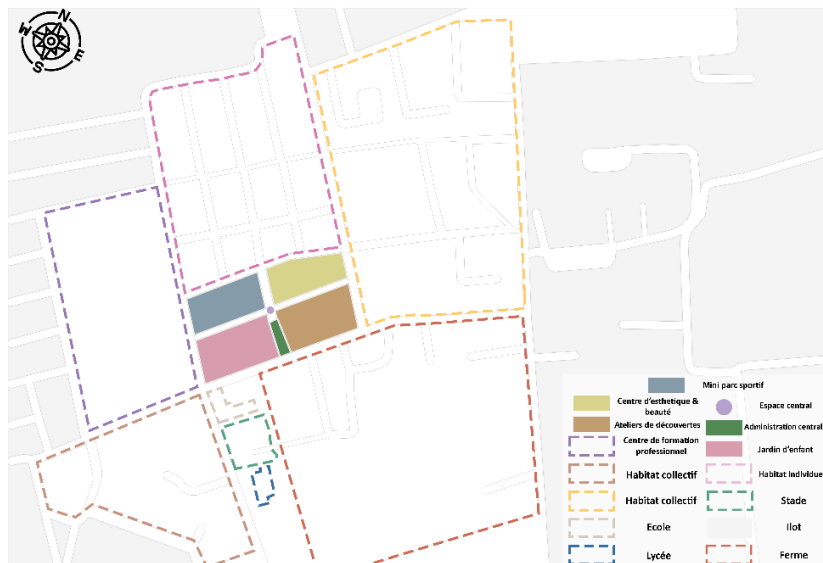 N
W
E
S
Mini parc sportif
Centre d'esthetique &
beauté
Espace central
Ateliers de découvertes
Administration central
Centre de formation
professionnel
Jardin d'enfant
Habitat collectif
Habitat individue
Habitat collectif
Stade
Ecole
Ilot
Lycée
Ferme